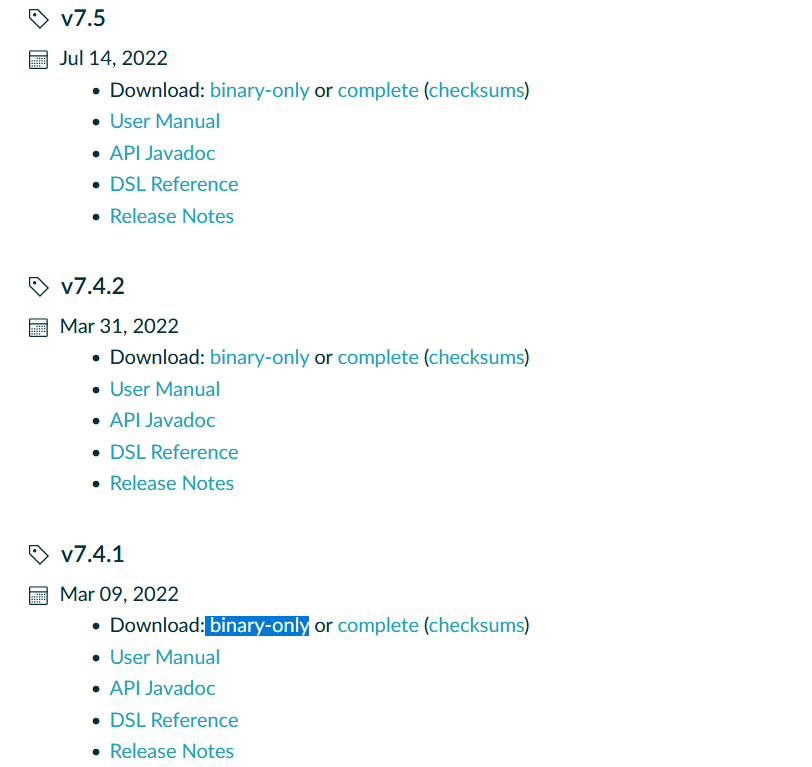 v7.5
Jul 14, 2022
Download: binary-only or complete (checksums)
User Manual
API Javadoc
DSL Reference
Release Notes
v7.4.2
Mar 31, 2022
Download: binary-only or complete (checksums)
User Manual
API Javadoc
DSL Reference
Release Notes
v7.4.1
Mar 09, 2022
Download: binary-only or complete (checksums)
User Manual
API Javadoc
DSL Reference
Release Notes